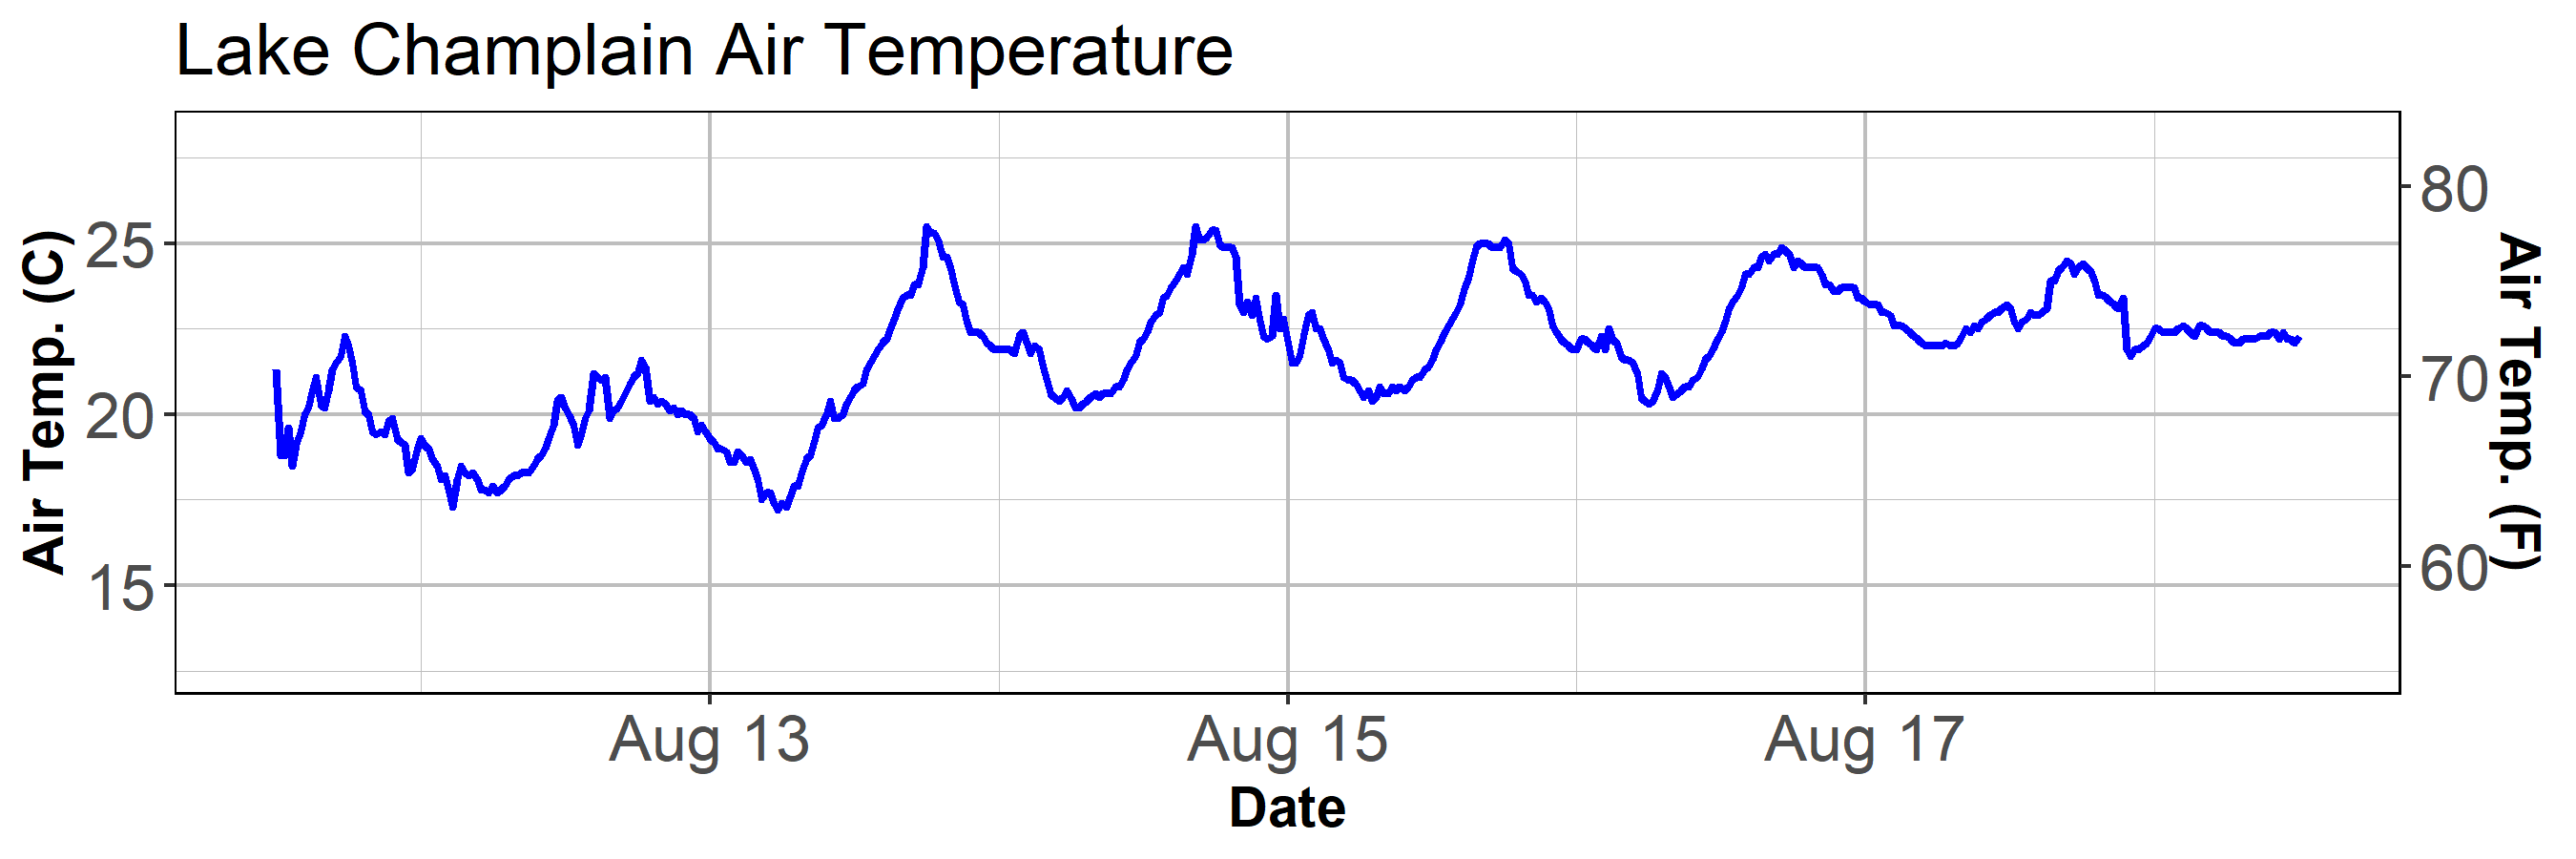 Lake Champlain Air Temperature
Air Temp. (C)
25
20
15
80
70
60
Air Temp. (F)
Aug 13
Aug 15
Aug 17
Date